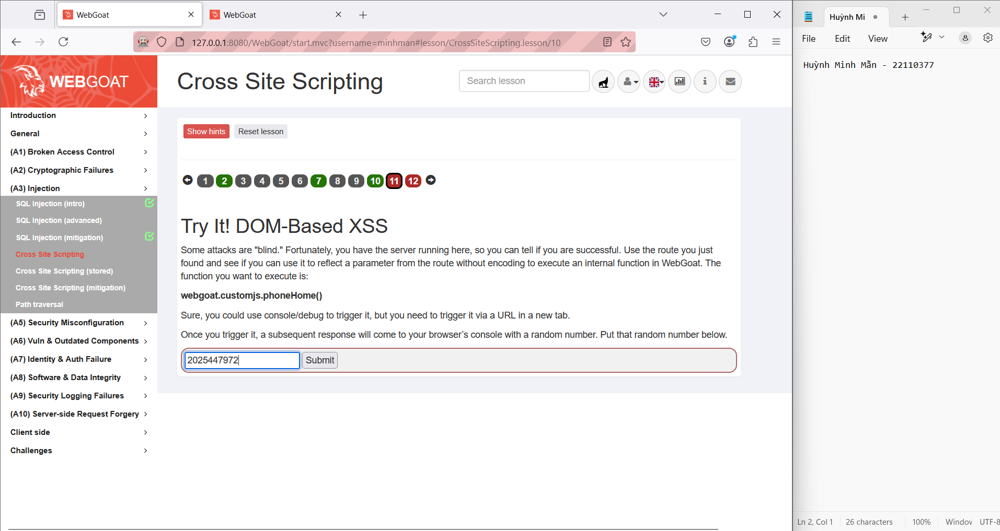 WebGoat
WebGoat
127.0.0.1:8080/WebGoat/start.mvc?username=minhman#lesson/CrossSiteScripting.lesson/10
WEBGOAT
Introduction
General
(A1) Broken Access Control
(A2) Cryptographic Failures
(A3) Injection
SQL Injection (intro)
SQL Injection (advanced)
SQL Injection (mitigation)
Cross Site Scripting
Cross Site Scripting (stored)
Cross Site Scripting (mitigation)
Path traversal
(A5) Security Misconfiguration
(A6) Vuln & Outdated Components
(A7) Identity & Auth Failure
(A8) Software & Data Integrity
(A9) Security Logging Failures
(A10) Server-side Request Forgery
Client side
Challenges
Cross Site Scripting
Search lesson
Show hints Reset lesson
1 2 3 4 5 6 7 8 9 10 11 12
Try It! DOM-Based XSS
Some attacks are "blind." Fortunately, you have the server running here, so you can tell if you are successful. Use the route you just
found and see if you can use it to reflect a parameter from the route without encoding to execute an internal function in WebGoat. The
function you want to execute is:
webgoat.customjs.phoneHome()
Sure, you could use console/debug to trigger it, but you need to trigger it via a URL in a new tab.
Once you trigger it, a subsequent response will come to your browser’s console with a random number. Put that random number below.
2025447972 Submit
Huỳnh Mi
File Edit View
Huỳnh Minh Mẫn - 22110377
Ln 2, Col 1 26 characters 100% Window UTF-8